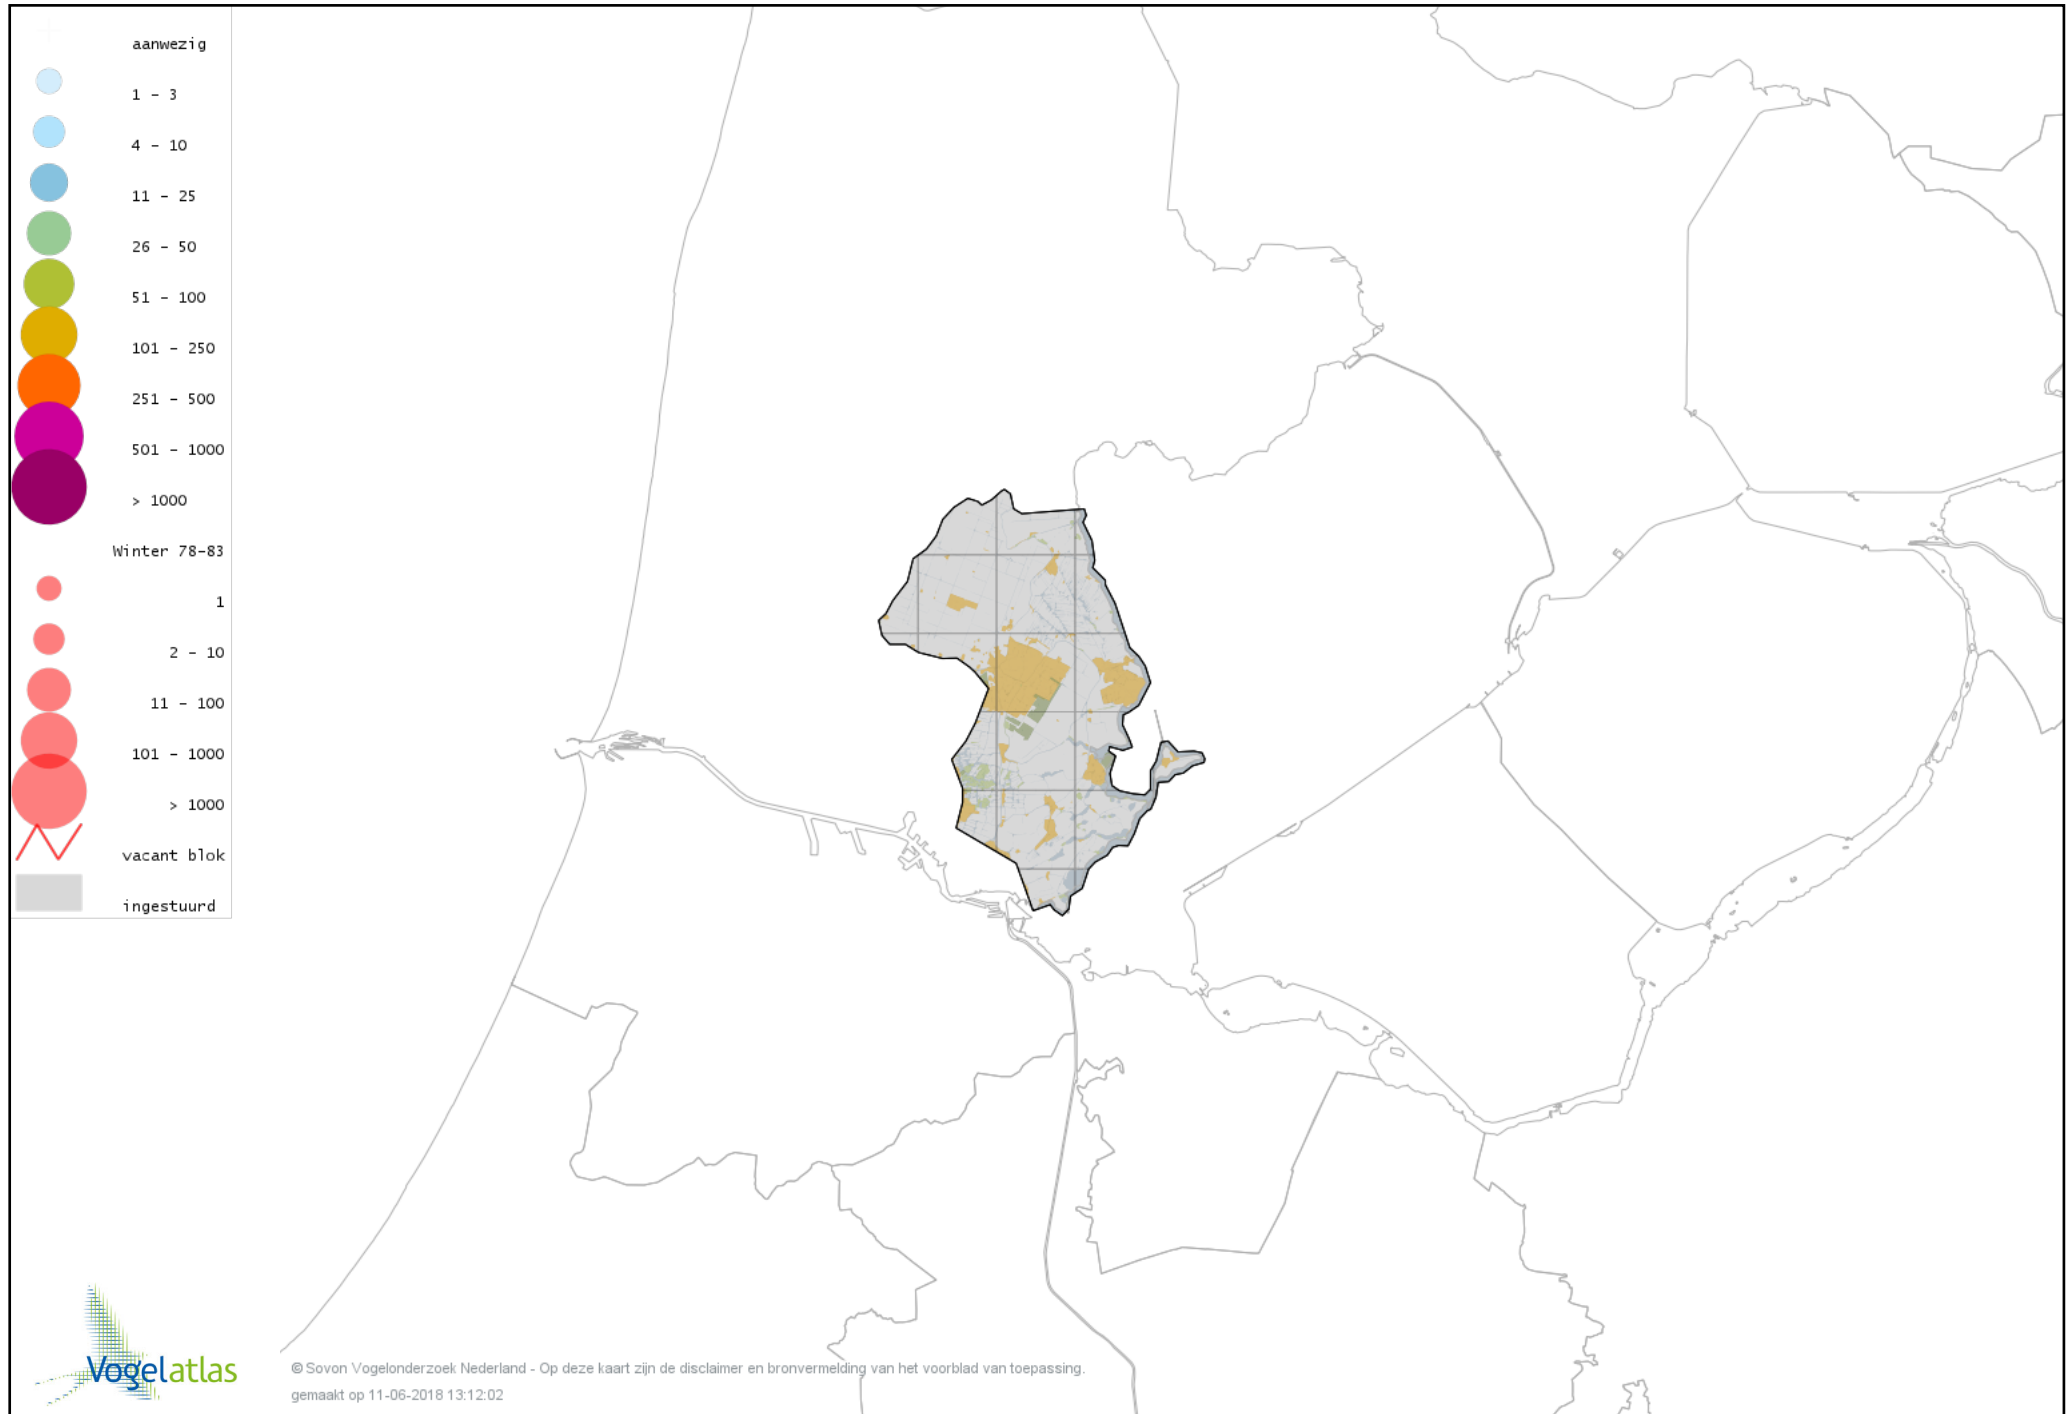 aanwezig
1 - 3
4 - 10
11 - 25
26 - 50
51 - 100
101 - 250
251 - 500
501 - 1000
> 1000
Winter 78-83
1
2 - 10
11 - 100
101 - 1000
> 1000
vacant blok
ingestuurd
Vogelatlas
© Sovon Vogelonderzoek Nederland - Op deze kaart zijn de disclaimer en bronvermelding van het voorblad van toepassing.
gemaakt op 11-06-2018 13:12:02